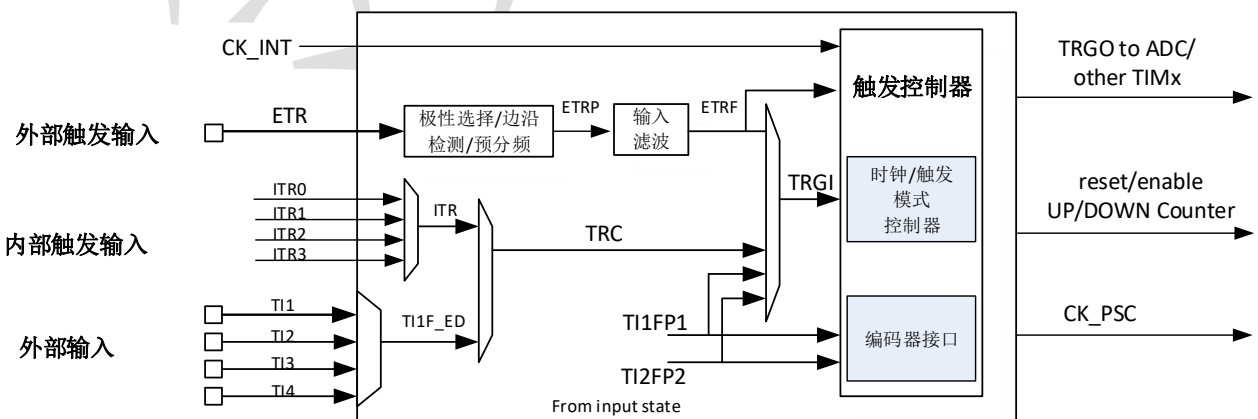 CK_INT
外部触发输入
ETR
极性选择/边沿
检测/预分频
ETRP
输入
滤波
ETRF
触发控制器
TRGO to ADC/
other TIMx
内部触发输入
ITR0
ITR1
ITR2
ITR3
ITR
TRC
TRGI
时钟/触发
模式
控制器
reset/enable
UP/DOWN Counter
外部输入
TI1
TI2
TI3
TI4
TI1F_ED
TI1FP1
TI2FP2
编码器接口
CK_PSC
From input state